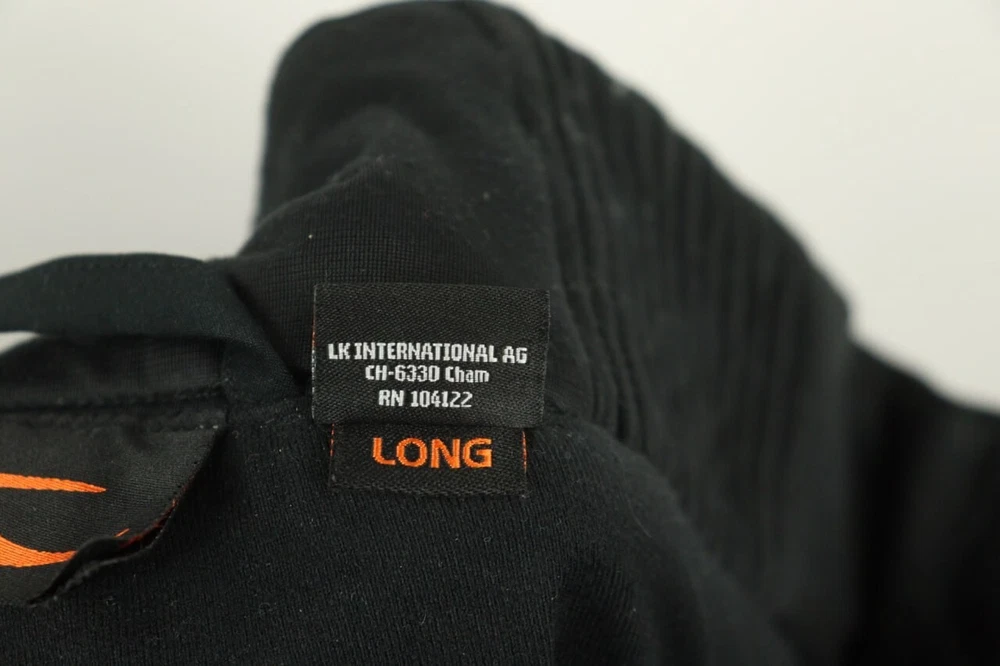 LK INTERNATIONAL AG
CH-6330 Cham
RN 104122
LONG